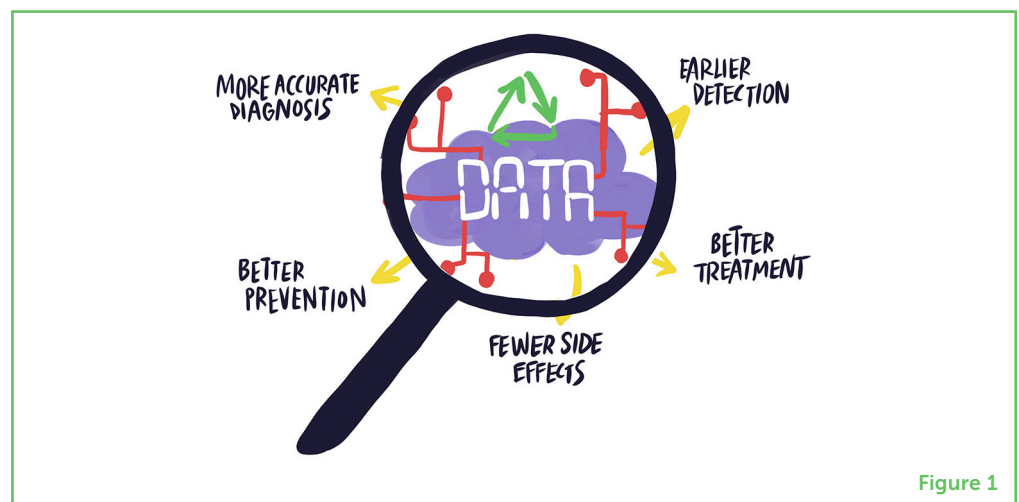 MORE ACCURATE
DIAGNOSIS
EARLIER
DETECTION
DATA
BETTER
PREVENTION
BETTER
TREATMENT
FEWER SIDE
EFFECTS
Figure 1